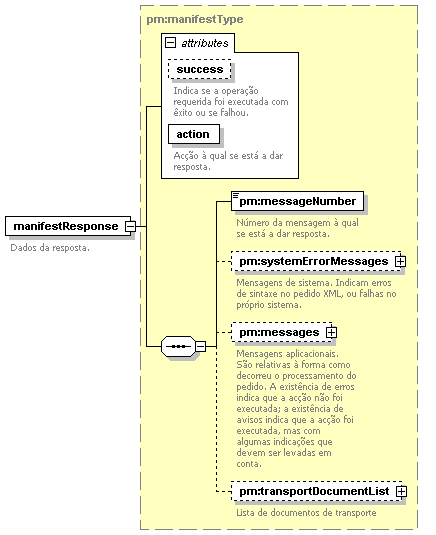 pm:manifestType
attributes
success
Indica se a operação
requerida foi executada com
êxito ou se falhou.
action
Acção à qual se está a dar
resposta.
manifestResponse
Dados da resposta.
pm:messageNumber
Número da mensagem à qual
se está a dar resposta.
pm:systemErrorMessages
Mensagens de sistema. Indicam erros
de sintaxe no pedido XML, ou falhas no
próprio sistema.
pm:messages
Mensagens aplicacionais.
São relativas à forma como
decorreu o processamento do
pedido. A existência de erros
indica que a acção não foi
executada; a existência de
avisos indica que a acção foi
executada, mas com
algumas indicações que
devem ser levadas em
conta.
pm:transportDocumentList
Lista de documentos de transporte